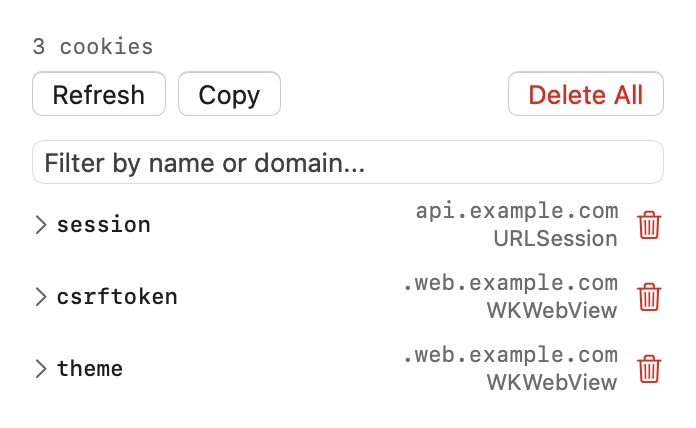 3 cookies
Refresh
Copy
Delete All
Filter by name or domain...
session
api.example.com
URLSession
csrftoken
.web.example.com
WKWebView
theme
.web.example.com
WKWebView